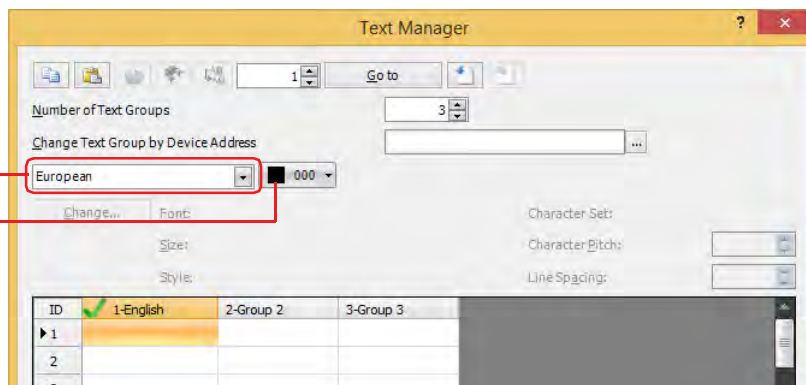 Text Manager ?
1 Go to
Number of Text Groups 3
Change Text Group by Device Address ...
European 000
Change... Font: Character Set:
Size: Character Pitch:
Style: Line Spacing:
ID 1-English 2-Group 2 3-Group 3
1
2